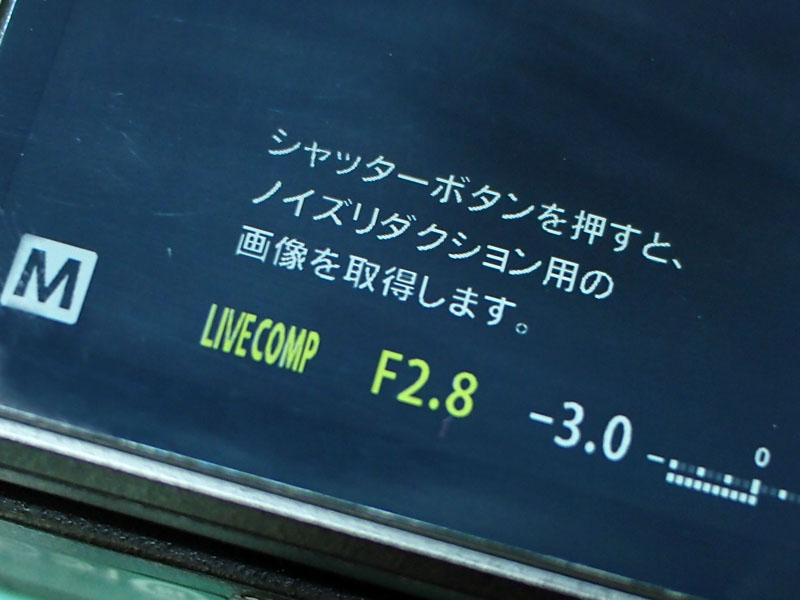 シャッターボタンを押すと、
ノイズリダクション用の
画像を取得します。
M
LIVECOMP F2.8 -3.0 - 0